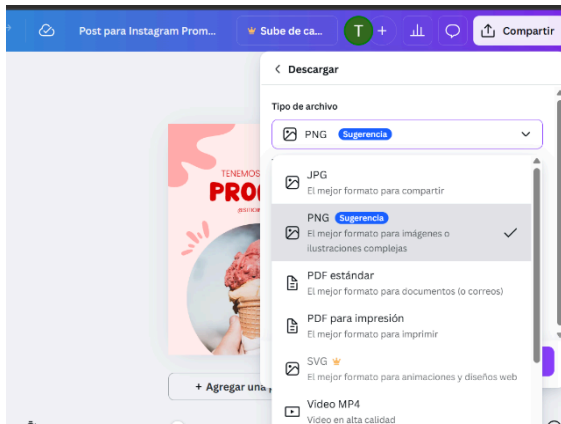 Post para Instagram Prom...
Sube de ca...
T
+
Compartir
Descargar
Tipo de archivo
PNG Sugerencia
TENEMOS
JPG
El mejor formato para compartir
PNG Sugerencia
El mejor formato para imágenes o
ilustraciones complejas
PDF estándar
El mejor formato para documentos (o correos)
PDF para impresión
El mejor formato para imprimir
SVG
El mejor formato para animaciones y diseños web
+ Agregar una
Video MP4
Video en alta calidad